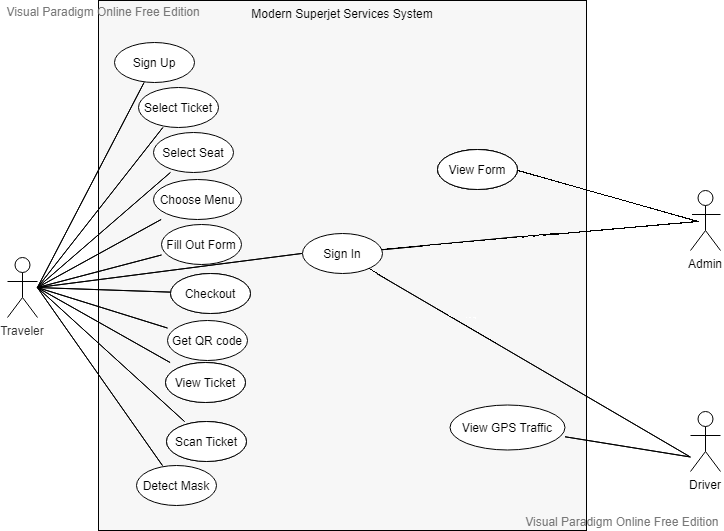 Visual Paradigm Online Free Edition
Modern Superjet Services System
Sign Up
Select Ticket
Select Seat
View Form
Choose Menu
Fill Out Form
Sign In
Admin
Checkout
Traveler
Get QR code
View Ticket
View GPS Traffic
Scan Ticket
Detect Mask
Driver
Visual Paradigm Online Free Edition